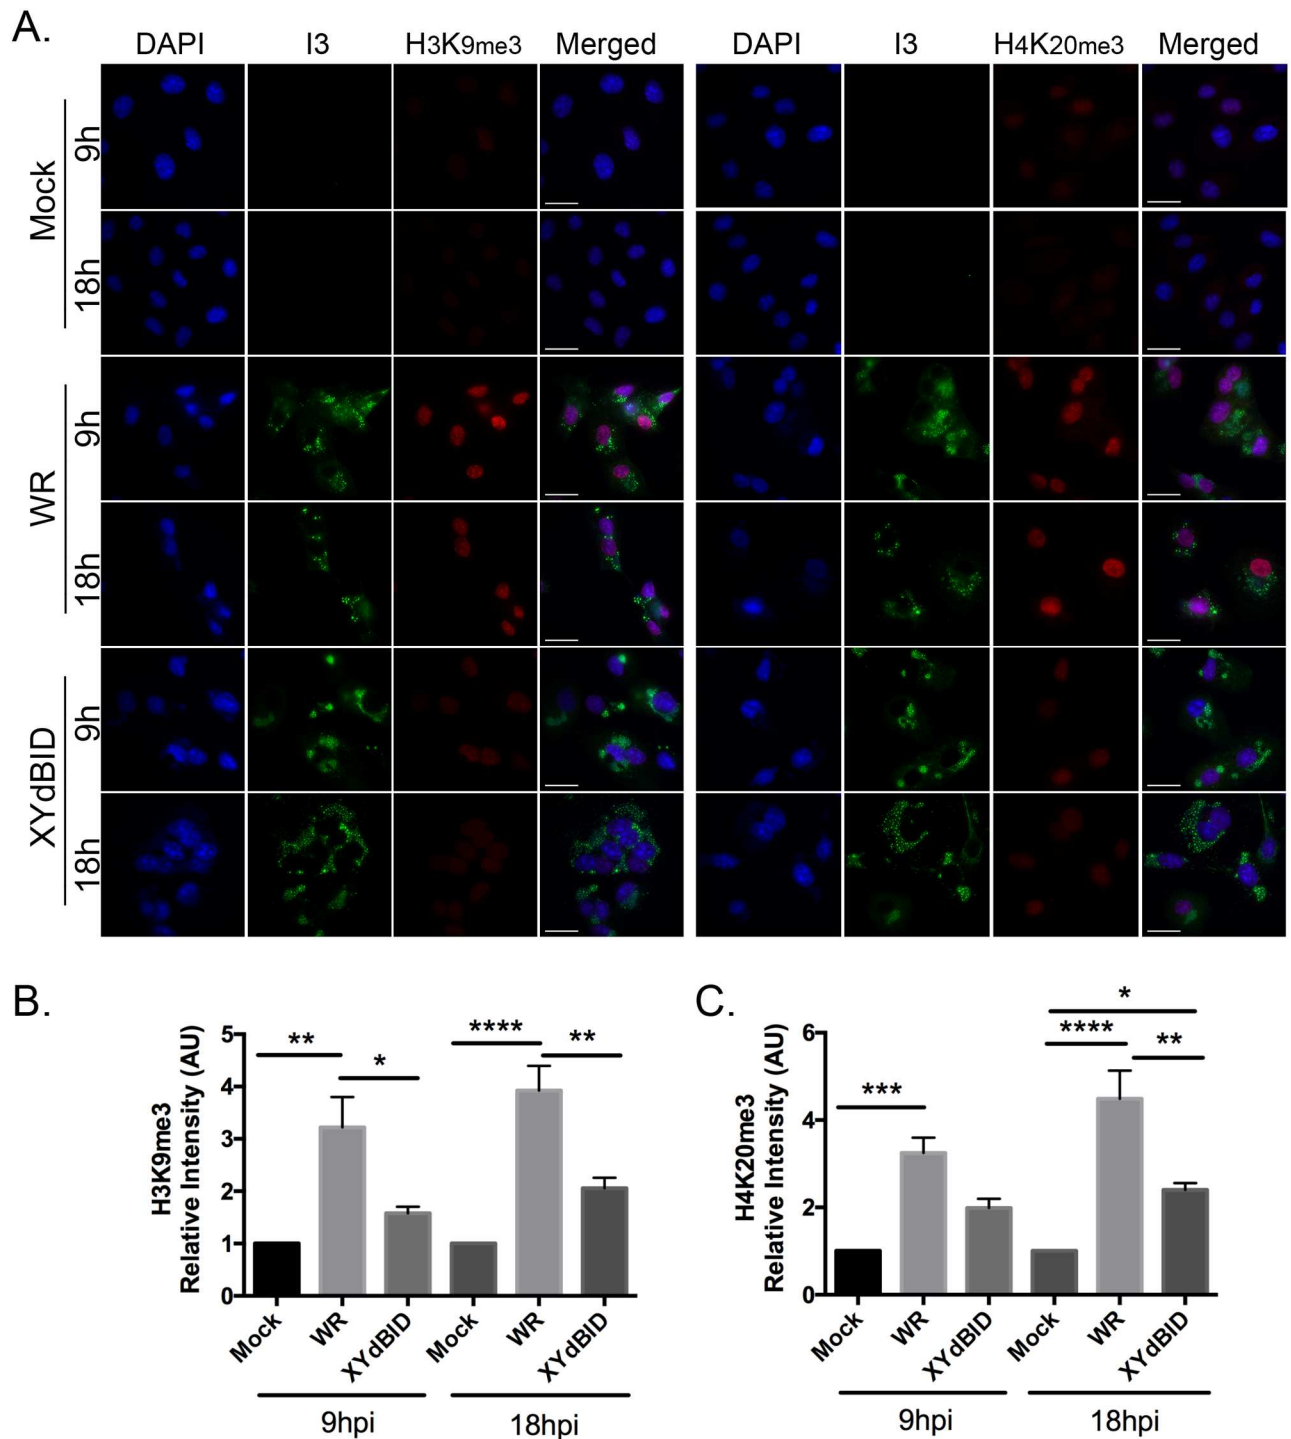 A.
DAPI I3 H3K9me3 Merged DAPI I3 H4K20me3 Merged
Mock
9h
18h
WR
9h
18h
XYdBID
9h
18h
B.
H3K9me3
Relative Intensity (AU)
5
4
3
2
1
0
** * **** **
Mock WR XYdBID Mock WR XYdBID
9hpi 18hpi
C.
H4K20me3
Relative Intensity (AU)
6
4
2
0
*
*** **** **
Mock WR XYdBID Mock WR XYdBID
9hpi 18hpi